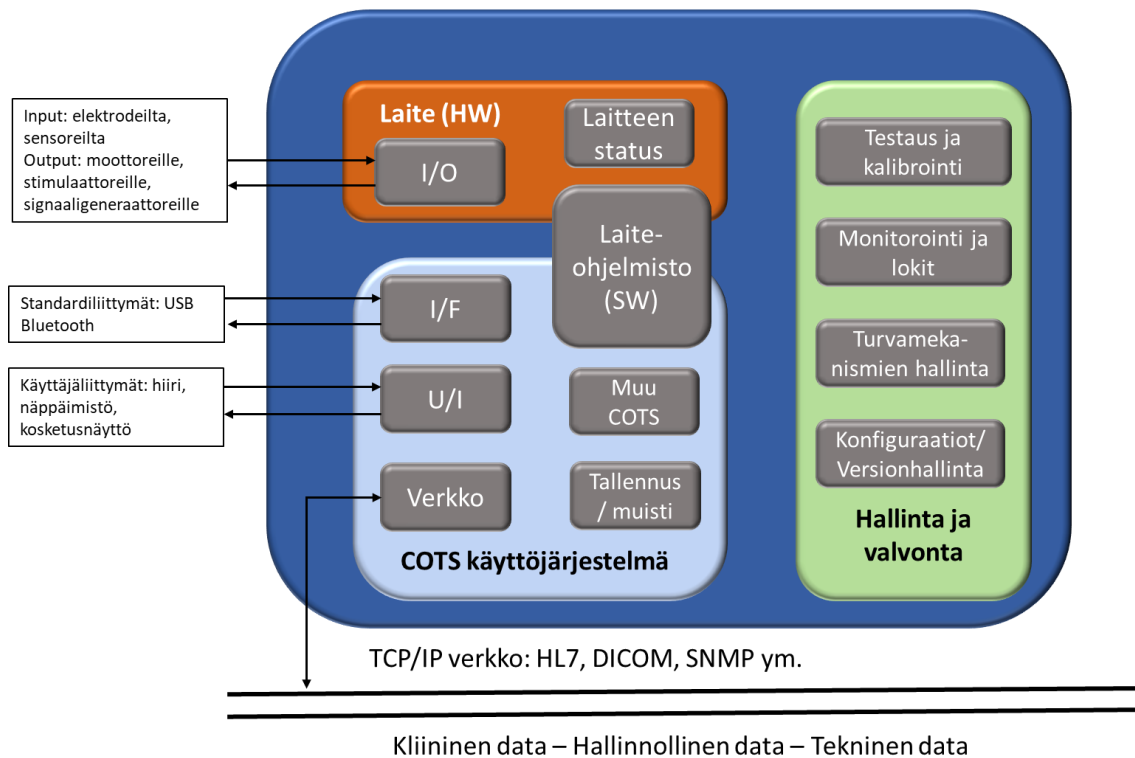 Input: elektrodeilta,
sensoreilta
Output: moottoreille,
stimulaattoreille,
signaaligeneraattoreille
Standardiliittymät: USB
Bluetooth
Käyttäjäliittymät: hiiri,
näppäimistö,
kosketusnäyttö
Laite (HW)
I/O
Laitteen
status
Laite-
ohjelmisto
(SW)
I/F
U/I
Muu
COTS
Verkko
Tallennus
/ muisti
COTS käyttöjärjestelmä
Testaus ja
kalibrointi
Monitorointi ja
lokit
Turvameka-
nismien hallinta
Konfiguraatiot/
Versionhallinta
Hallinta ja
valvonta
TCP/IP verkko: HL7, DICOM, SNMP ym.
Kliininen data – Hallinnollinen data – Tekninen data